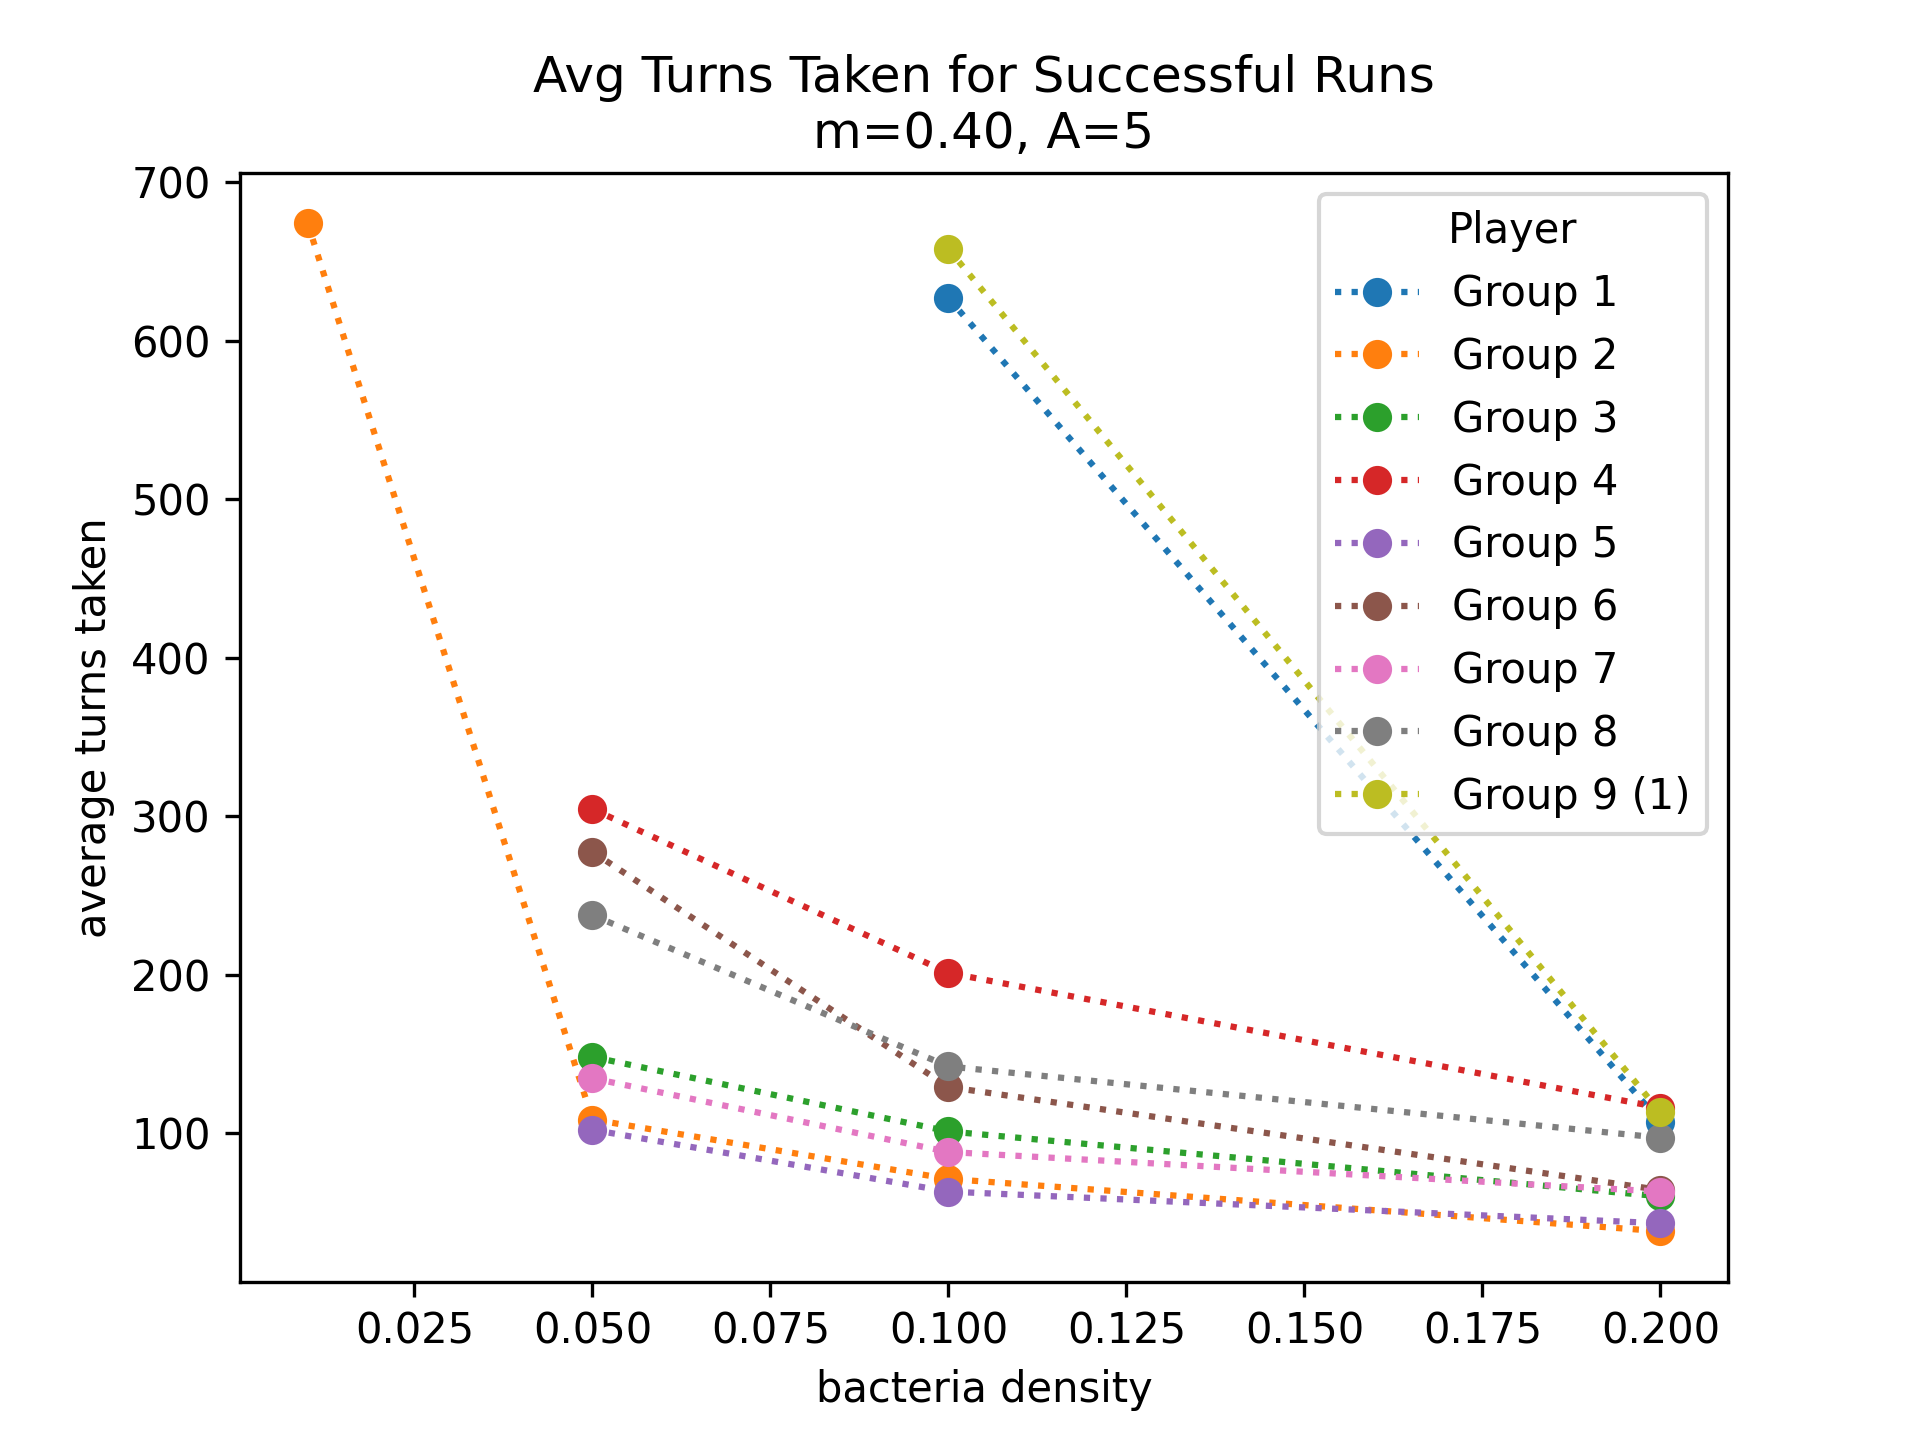 Avg Turns Taken for Successful Runs
m=0.40, A=5
700
600
500
400
300
200
100
average turns taken
Player
Group 1
Group 2
Group 3
Group 4
Group 5
Group 6
Group 7
Group 8
Group 9 (1)
0.025 0.050 0.075 0.100 0.125 0.150 0.175 0.200
bacteria density